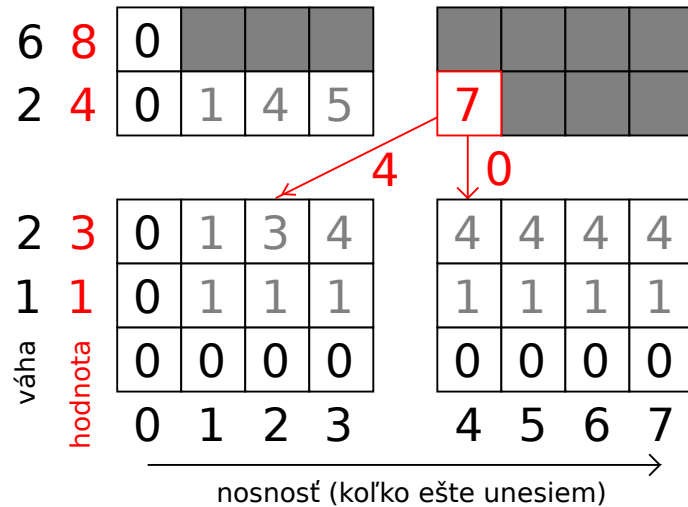 6 8 0
2 4 0 1 4 5 7
4 0
2 3 0 1 3 4 4 4 4 4
1 1 0 1 1 1 1 1 1 1
váha hodnota 0 0 0 0 0 0 0 0
0 1 2 3 4 5 6 7
nosnosť (koľko ešte unesiem)